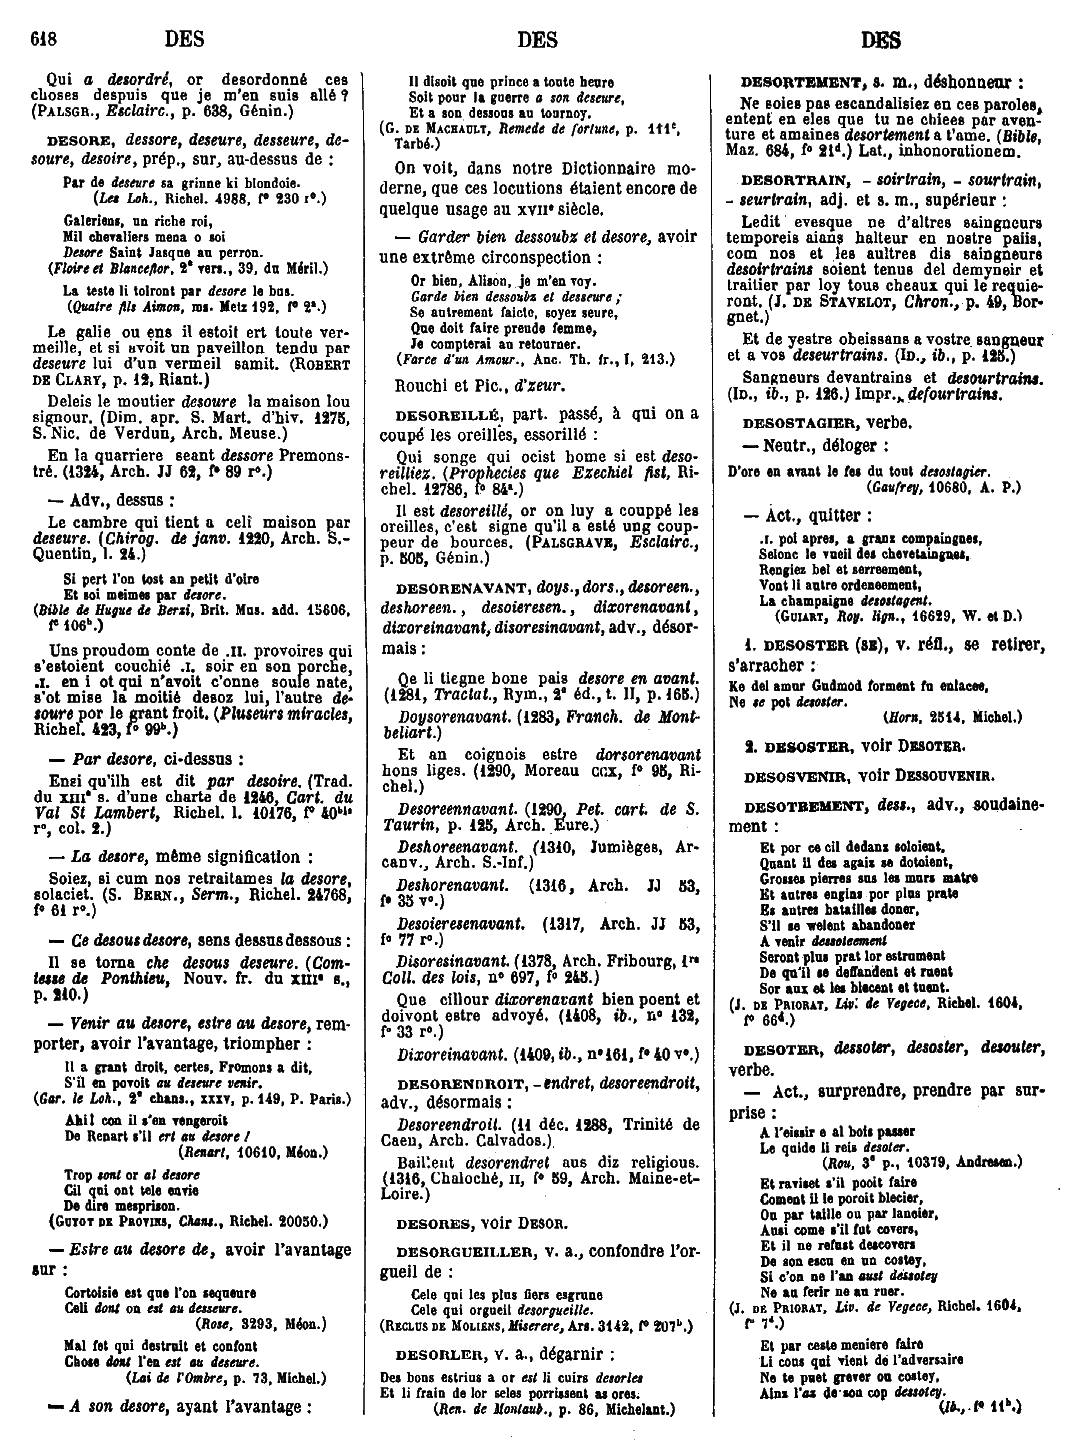 618 DES DES DES
Qui a desordré, or desordonné ces
choses despuis que je m'en suis allé ?
(PALSGR., Esclairc., p. 638, Génin.)
DESORE, dessore, deseure, desseure, de-
soure, desoire, prép., sur, au-dessus de :
Par de deseure sa grinne ki blondoie.
(Les Loh., Richel. 4988, f° 230 r°.)
Galeriens, un riche roi,
Mil chevaliers mena o soi
Desore Saint Jasque au perron.
(Floire et Blanceflor, 2e vers., 39, du Méril.)
La teste li tolront par desore le bus.
(Quatre fils Aimon, ms. Metz 192, f° 2a.)
Le galie ou ens il estoit ert toute ver-
meille, et si avoit un paveillon tendu par
deseure lui d'un vermeil samit. (ROBERT
DE CLARY, p. 12, Riant.)
Deleis le moutier desoure la maison lou
signour. (Dim. apr. S. Mart. d'hiv. 1275,
S. Nic. de Verdun, Arch. Meuse.)
En la quarriere seant dessore Premons-
tré. (1324, Arch. JJ 62, f° 89 r°.)
— Adv., dessus :
Le cambre qui tient a celi maison par
deseure. (Chirog. de janv. 1220, Arch. S.-
Quentin, l. 24.)
Si pert l'on tost an petit d'oire
Et soi meimes par desore.
(Bible de Hugue de Berzi, Brit. Mus. add. 15606,
f° 106b.)
Uns proudom conte de .II. provoires qui
s'estoient couchié .I. soir en son porche,
.I. en i ot qui n'avoit c'onne soule nate,
s'ot mise la moitié desoz lui, l'autre de-
soure por le grant froit. (Pluseurs miracles,
Richel. 423, f° 99b.)
— Par desore, ci-dessus :
Ensi qu'ilh est dit par desoire. (Trad.
du XIIIe s. d'une charte de 1246, Cart. du
Val St Lambert, Richel. l. 10176, f° 40bis
r°, col. 2.)
— La desore, même signification :
Soiez, si cum nos retraitames la desore,
solaciet. (S. BERN., Serm., Richel. 24768,
f° 61 r°.)
— Ce desous desore, sens dessus dessous :
Il se torna che desous deseure. (Com-
tesse de Ponthieu, Nouv. fr. du XIIIe s.,
p. 210.)
— Venir au desore, estre au desore, rem-
porter, avoir l'avantage, triompher :
Il a grant droit, certes, Fromons a dit,
S'il en povoit au deseure venir.
(Gar. le Loh., 2e chans., XXXV, p. 149, P. Paris.)
Ahi! con il s'en vengeroit
De Renart s'il ert au desore !
(Renart, 10610, Méon.)
Trop sont or al desore
Cil qui ont tele envie
De dire mesprison.
(GUYOT DE PROVINS, Chans., Richel. 20050.)
— Estre au desore de, avoir l'avantage
sur :
Cortoisie est que l'on sequeure
Celi dont on est au desseure.
(Rose, 3293, Méon.)
Mal fet qui destruit et confont
Chose dont l'en est au deseure.
(Lai de l'Ombre, p. 73, Michel.)
— A son desore, ayant l'avantage :
Il disoit que prince a toute heure
Soit pour la guerre a son deseure,
Et a son dessous au tournoy.
(G. DE MACHAULT, Remede de fortune, p. 111c,
Tarbé.)
On voit, dans notre Dictionnaire mo-
derne, que ces locutions étaient encore de
quelque usage au XVIIe siècle.
— Garder bien dessoubz et desore, avoir
une extrême circonspection :
Or bien, Alison, je m'en voy.
Garde bien dessoubz et desseure ;
Se autrement faicte, soyez seure,
Que doit faire preude femme,
Je compterai au retourner.
(Farce d'un Amour., Anc. Th. fr., I, 213.)
Rouchi et Pic., d'zeur.
DESOREILLÉ, part. passé, à qui on a
coupé les oreilles, essorillé :
Qui songe qui ocist home si est deso-
reilliez. (Prophecies que Ezechiel fist, Ri-
chel. 12786, f° 84a.)
Il est desoreillé, or on luy a couppé les
oreilles, c'est signe qu'il a esté ung coup-
peur de bources. (PALSGRAVE, Esclairc.,
p. 505, Génin.)
DESORENAVANT, doys., dors., desoreen.,
deshoreen., desoieresen., dixorenavant,
dixoreinavant, disoresinavant, adv., désor-
mais :
Qe li tiegne bone pais desore en avant.
(1281, Tractat., Rym., 2e éd., t. II, p. 165.)
Doysorenavant. (1283, Franch. de Mont-
beliart.)
Et an coignois estre dorsorenavant
hons liges. (1290, Moreau CCX, f° 95, Ri-
chel.)
Desoreennavant. (1290, Pet. cart. de S.
Taurin, p. 125, Arch. Eure.)
Deshoreenavant. (1310, Jumièges, Ar-
canv., Arch. S.-Inf.)
Deshorenavant. (1316, Arch. JJ 53,
f° 35 v°.)
Desoieresenavant. (1317, Arch. JJ 53,
f° 77 r°.)
Disoresinavant. (1378, Arch. Fribourg, 1re
Coll. des lois, n° 697, f° 245.)
Que cillour dixorenavant bien poent et
doivont estre advoyé. (1408, ib., n° 132,
f° 33 r°.)
Dixoreinavant. (1409, ib., n° 161, f° 40 v°.)
DESORENDROIT, -endret, desoreendroit,
adv., désormais :
Desoreendroit. (11 déc. 1288, Trinité de
Caen, Arch. Calvados.)
Baillent desorendret aus diz religious.
(1316, Chaloché, II, f° 59, Arch. Maine-et-
Loire.)
DESORES, voir DESOR.
DESORGUEILLER, v. a., confondre l'or-
gueil de :
Cele qui les plus fiers esgrune
Cele qui orgueil desorgueille.
(RECLUS DE MOLIENS, Miserere, Ars. 3142, f° 207b.)
DESORLER, v. a., dégarnir :
Des bons estrius a or est li cuirs desorles
Et li frain de lor seles porrissent as ores.
(Ren. de Montaub., p. 86, Michelant.)
DESORTEMENT, s. m., déshonneur :
Ne soies pas escandalisiez en ces paroles,
entent en eles que tu ne chiees par aven-
ture et amaines desortement a t'ame. (Bible,
Maz. 684, f° 21d.) Lat., inhonorationem.
DESORTRAIN, - soirtrain, - sourtrain,
- seurtrain, adj. et s. m., supérieur :
Ledit evesque ne d'altres saingneurs
temporeis aians halteur en nostre paiis,
com nos et les aultres dis saingneurs
desoirtrains soient tenus del demyneir et
traitier par loy tous cheaux qui le requie-
ront. (J. DE STAVELOT, Chron., p. 49, Bor-
gnet.)
Et de vestre obeissans a vostre sangneur
et a vos deseurtrains. (ID., ib., p. 125.)
Sangneurs devantrains et desourtrains.
(ID., ib., p. 126.) Impr., defourtrains.
DESOSTAGIER, verbe.
— Neutr., déloger :
D'ore en avant le fes du tout desostagier.
(Gaufrey, 10680, A. P.)
— Act., quitter :
.I. poi apres, a granz compaingnes,
Selonc le vueil des chevetaingnes,
Rengiez bel et serreement,
Vont li autre ordeneement,
La champaigne desostagent.
(GUIART, Roy. lign., 16629, W. et D.)
1. DESOSTER (SE), v. réfl., se retirer,
s'arracher :
Ke del amur Gudmod forment fu enlacee,
Ne se pot desoster.
(Horn, 2514, Michel.)
2. DESOSTER, voir DESOTER.
DESOSVENIR, voir DESSOUVENIR.
DESOTEEMENT, dess., adv., soudaine-
ment :
Et por ce cil dedanz soloient,
Quant il des agaiz se dotoient,
Grosses pierres sus les murs matre
Et autres engins por plus prate
Es autres batailles doner,
S'il se welent abandoner
A venir dessoteement
Seront plus prat lor estrument
De qu'il se deffandent et ruent
Sor aux et les blecent et tuent.
(J. DE PRIORAT, Liv. de Vegece, Richel. 1604,
f° 66d.)
DESOTER, dessoter, desoster, desouter,
verbe.
— Act., surprendre, prendre par sur-
prise :
A l'eissir e al bois passer
Le quide li reis desoter.
(Rou, 3e p., 10379, Andresen.)
Et raviset s'il pooit faire
Coment il le poroit blecier,
Ou par taille ou par lancier,
Ausi come s'il fut covers,
Et il ne refust descovers
De son escu en un costey,
Si c'on ne l'an aust dessotey
Ne au ferir ne au ruer.
(J. DE PRIORAT, Liv. de Vegece, Richel. 1604,
f° 7d.)
Et par ceste meniere faire
Li cous qui vient de l'adversaire
Ne te puet grever ou costey,
Ains l'as de son cop dessotey.
(Ib., f° 11b.)